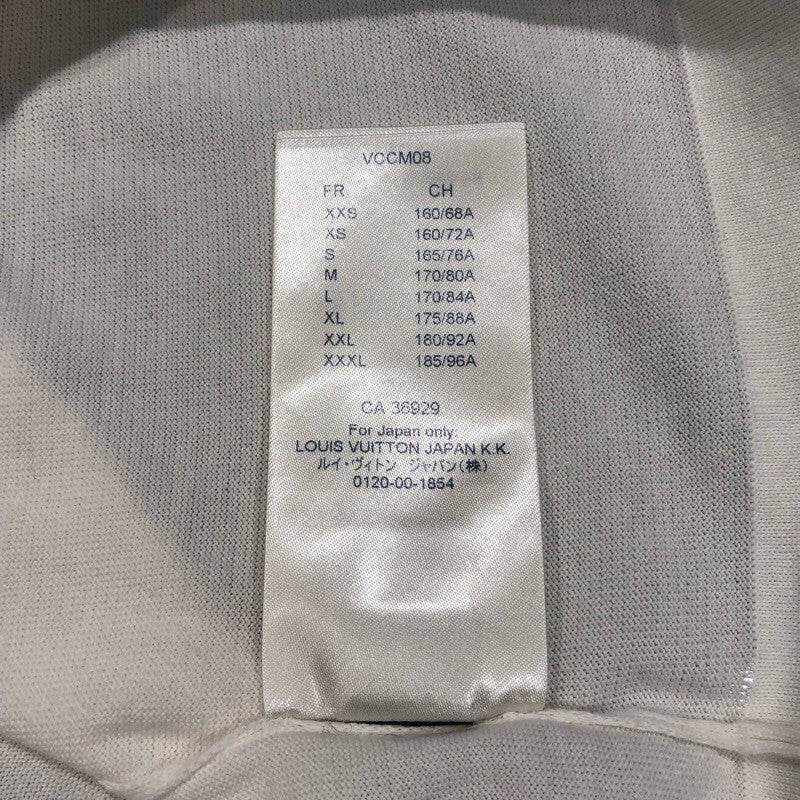 VCCM08
FR CH
XXS 160/68A
XS 160/72A
S 165/76A
M 170/80A
L 170/84A
XL 175/88A
XXL 180/92A
XXXL 185/96A
CA 36929
For Japan only:
LOUIS VUITTON JAPAN K.K.
ルイ・ヴィトン ジャパン(株)
0120-00-1854